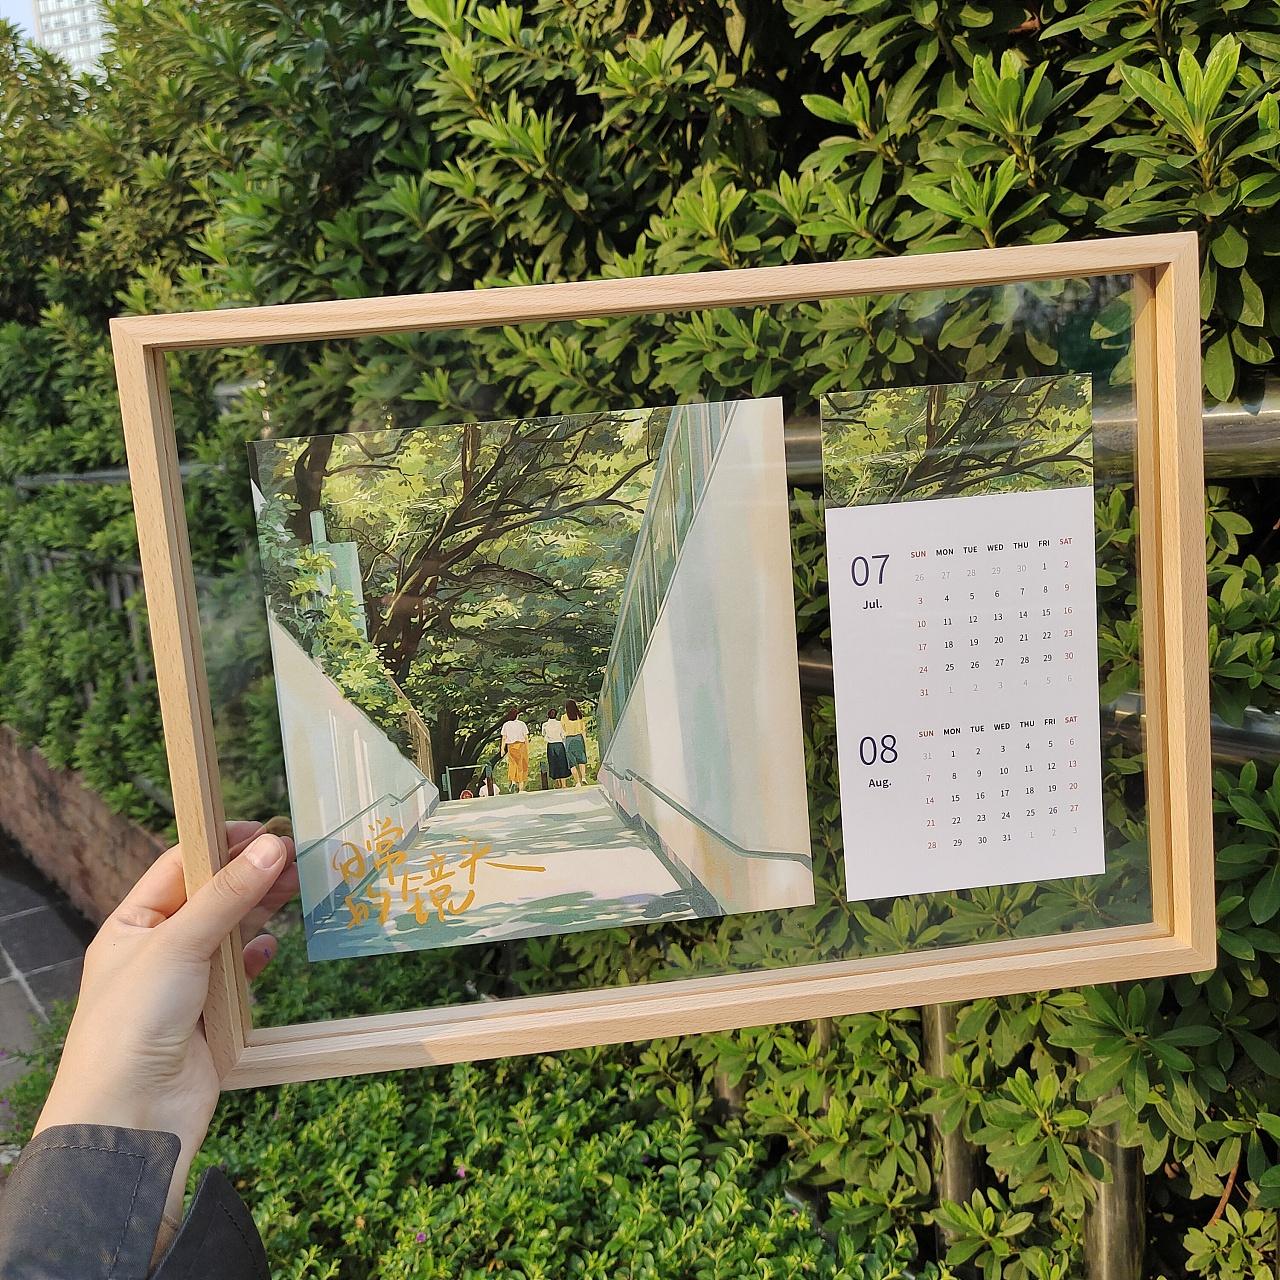 日常
的镜头
07
Jul.
SUN MON TUE WED THU FRI SAT
26 27 28 29 30 1 2
3 4 5 6 7 8 9
10 11 12 13 14 15 16
17 18 19 20 21 22 23
24 25 26 27 28 29 30
31 1 2 3 4 5 6
08
Aug.
SUN MON TUE WED THU FRI SAT
31 1 2 3 4 5 6
7 8 9 10 11 12 13
14 15 16 17 18 19 20
21 22 23 24 25 26 27
28 29 30 31 1 2 3